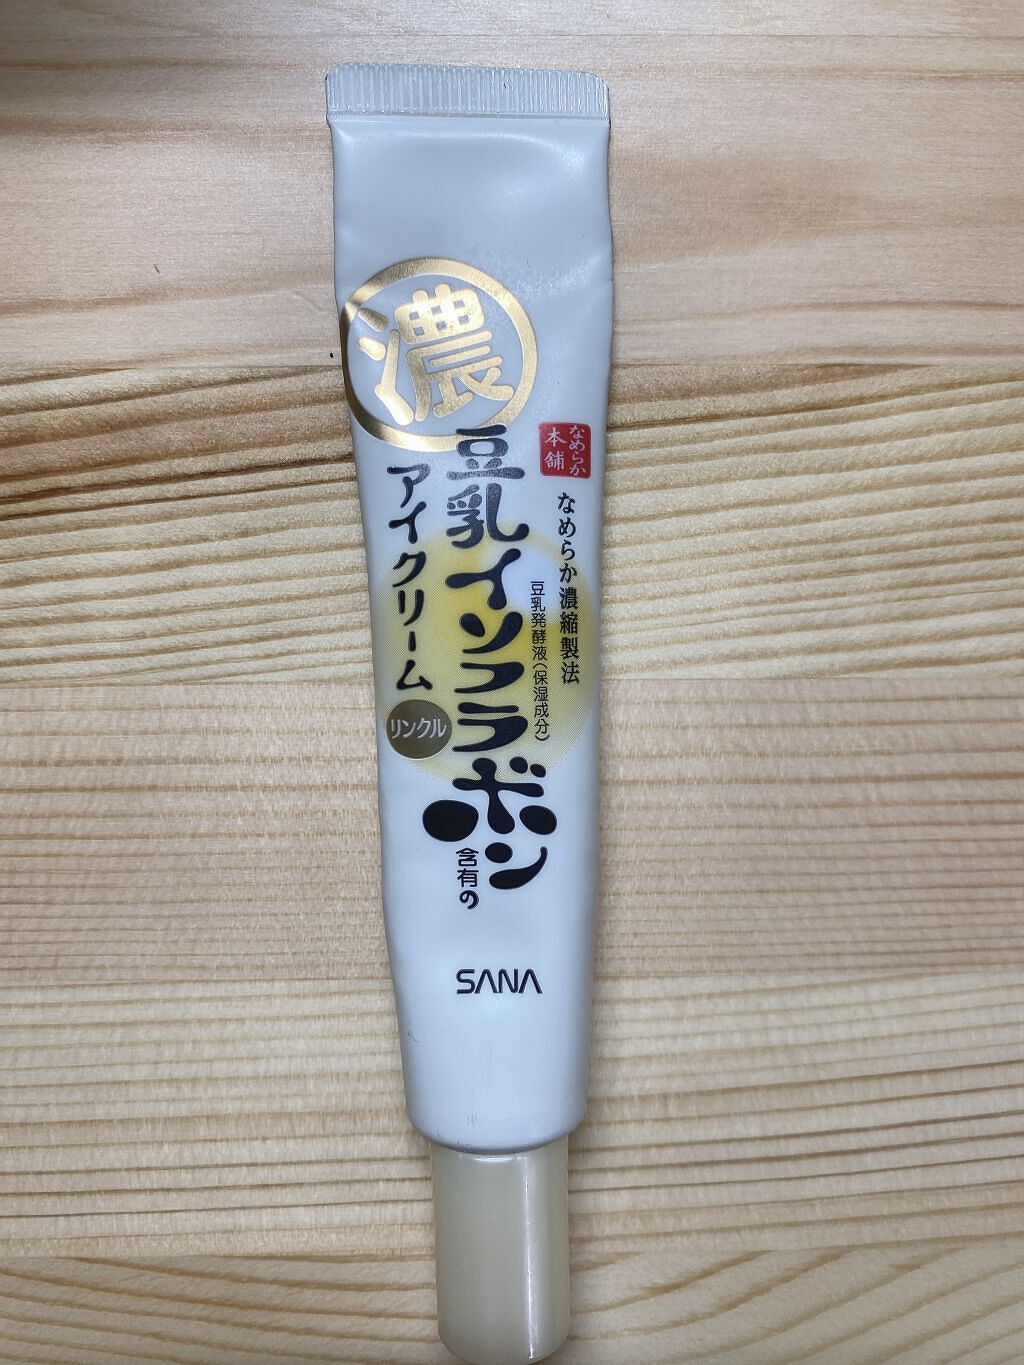 濃
なめらか
本舗
なめらか濃縮製法
豆乳発酵液(保湿成分)
豆乳イソフラボン
含有の
アイクリーム
リンクル
SANA